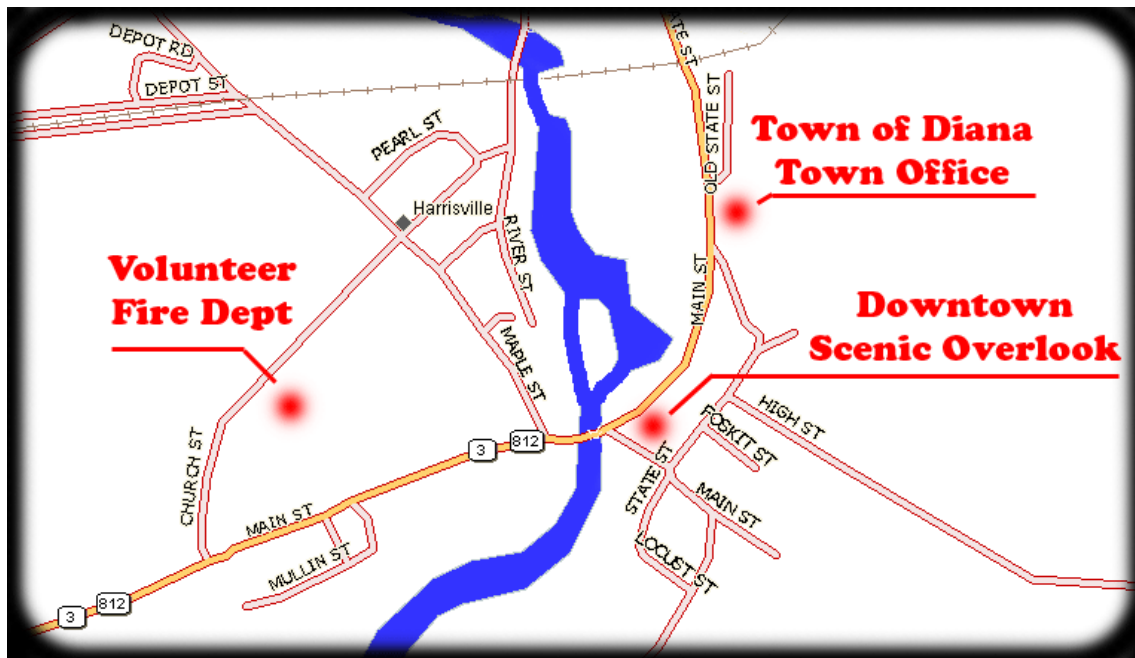 DEPOT RD
DEPOT ST
PEARL ST
ATE ST
OLD STATE ST
Town of Diana
Town Office
Harrisville
RIVER ST
Volunteer
Fire Dept
MAIN ST
Downtown
Scenic Overlook
MAPLE ST
HIGH ST
FOSKIT ST
812
3
CHURCH ST
STATE ST
MAIN ST
MAIN ST
LOCUST ST
MULLIN ST
812
3